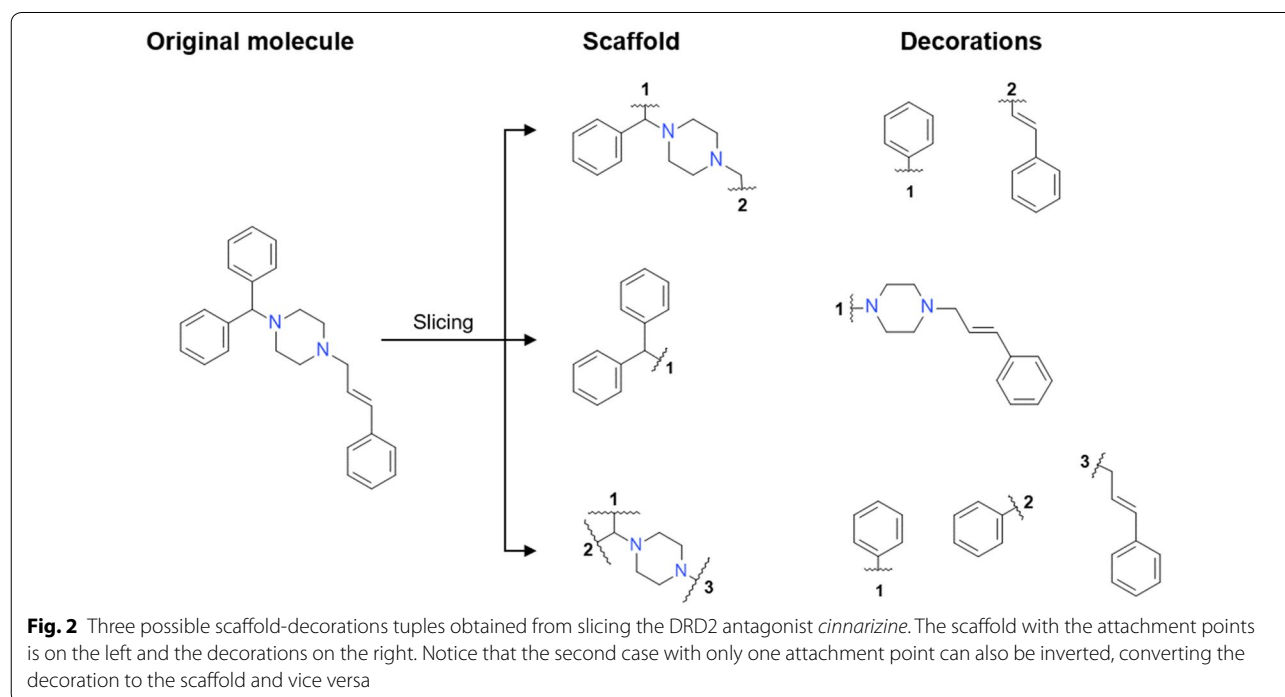 Original molecule
Scaffold
Decorations
1
2
N
N
2
1
N
N
Slicing
1
1
N
N
1
2
N
N
3
1
2
3
Fig. 2 Three possible scaffold-decorations tuples obtained from slicing the DRD2 antagonist cinnarizine. The scaffold with the attachment points
is on the left and the decorations on the right. Notice that the second case with only one attachment point can also be inverted, converting the
decoration to the scaffold and vice versa